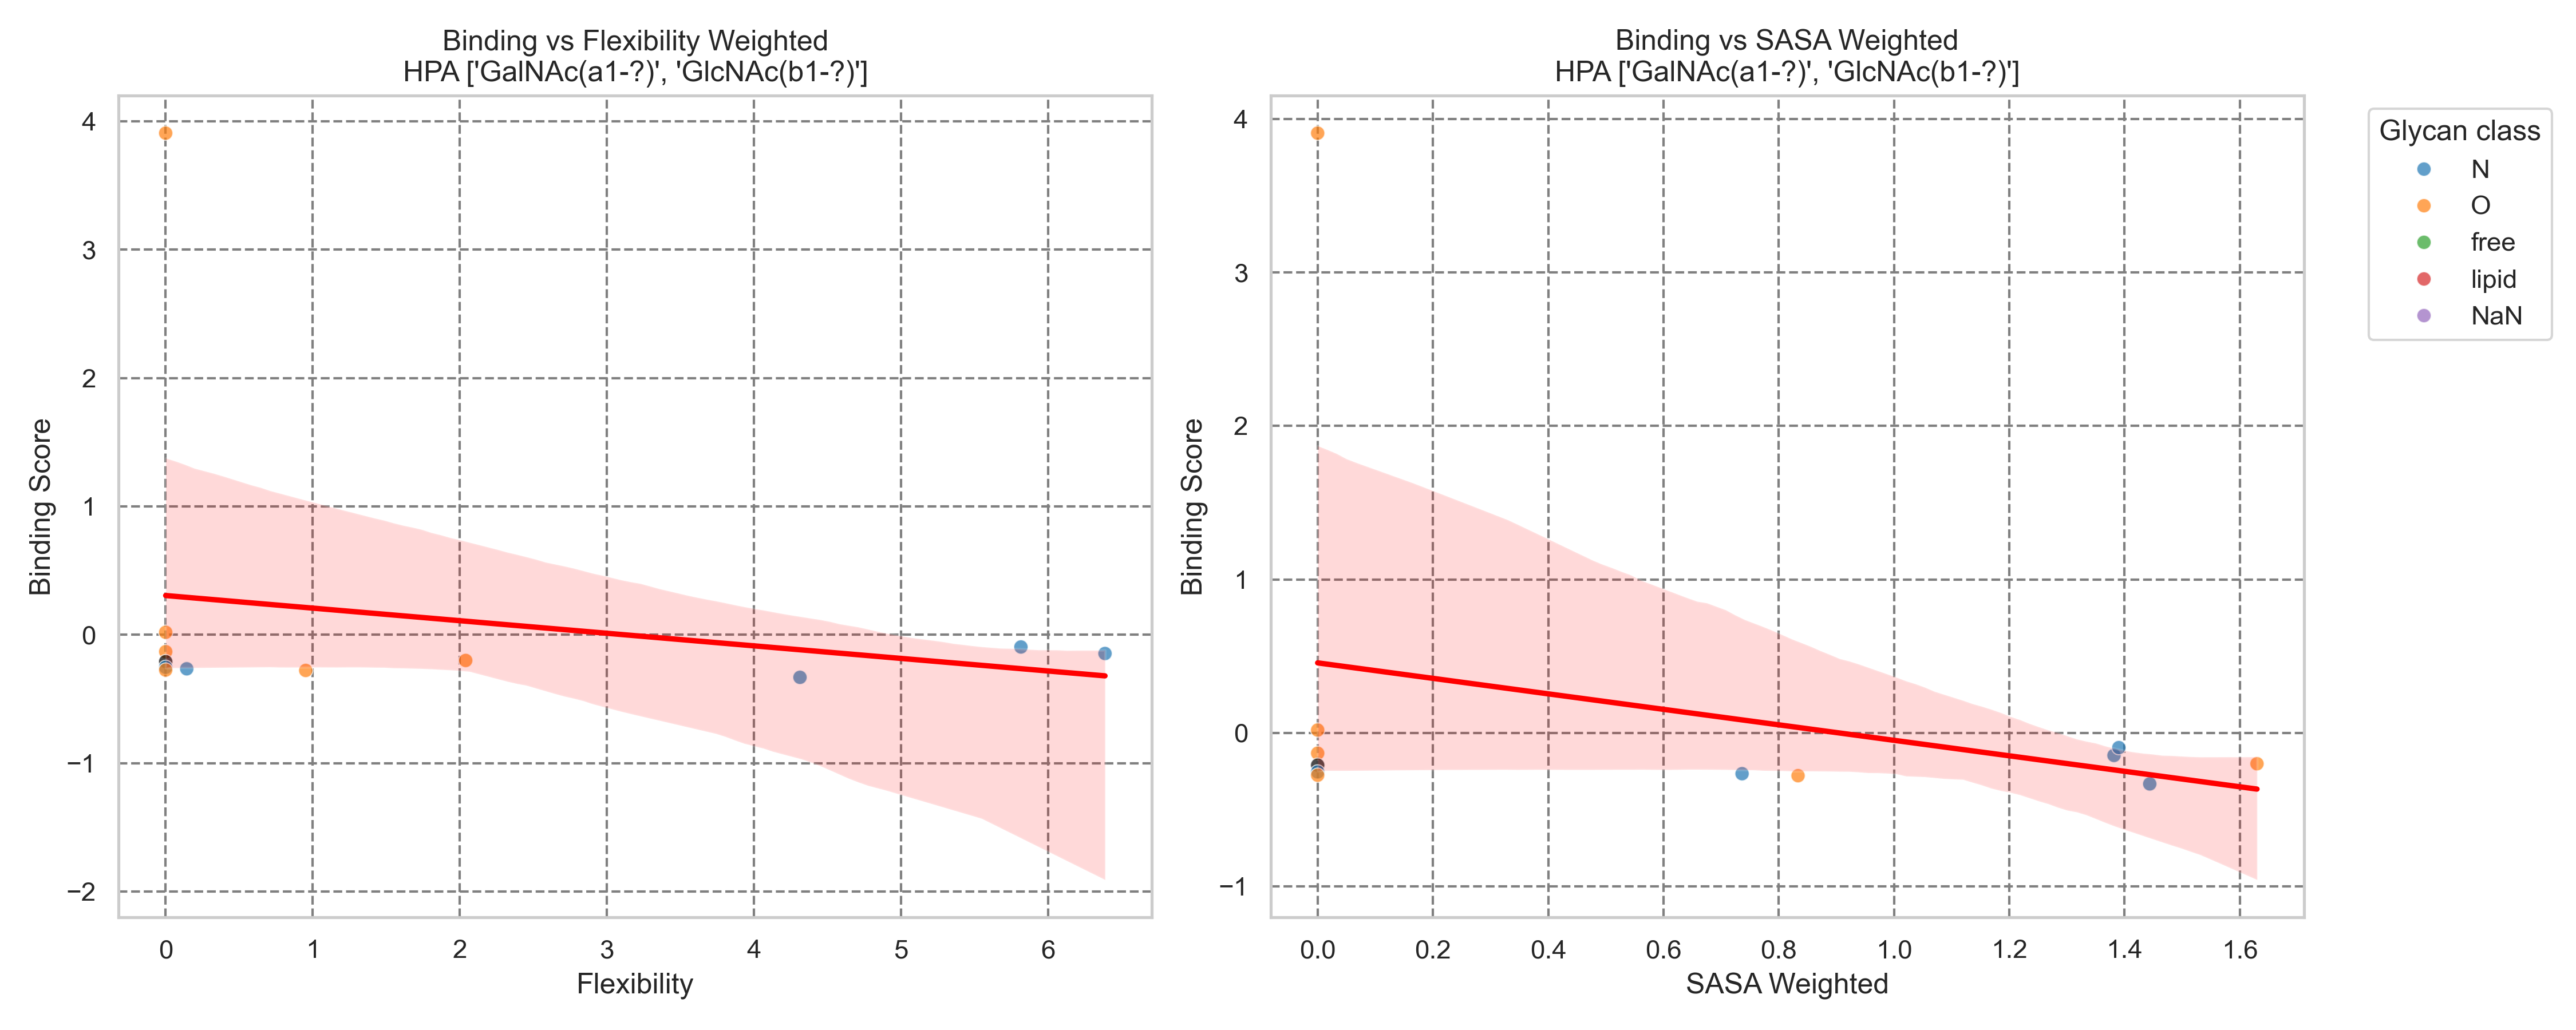 Binding vs Flexibility Weighted
HPA ['GalNAc(a1-?)', 'GlcNAc(b1-?)']
4
3
2
1
0
−1
−2
Binding Score
0 1 2 3 4 5 6
Flexibility
Binding vs SASA Weighted
HPA ['GalNAc(a1-?)', 'GlcNAc(b1-?)']
4
3
2
1
0
−1
Binding Score
0.0 0.2 0.4 0.6 0.8 1.0 1.2 1.4 1.6
SASA Weighted
Glycan class
N
O
free
lipid
NaN